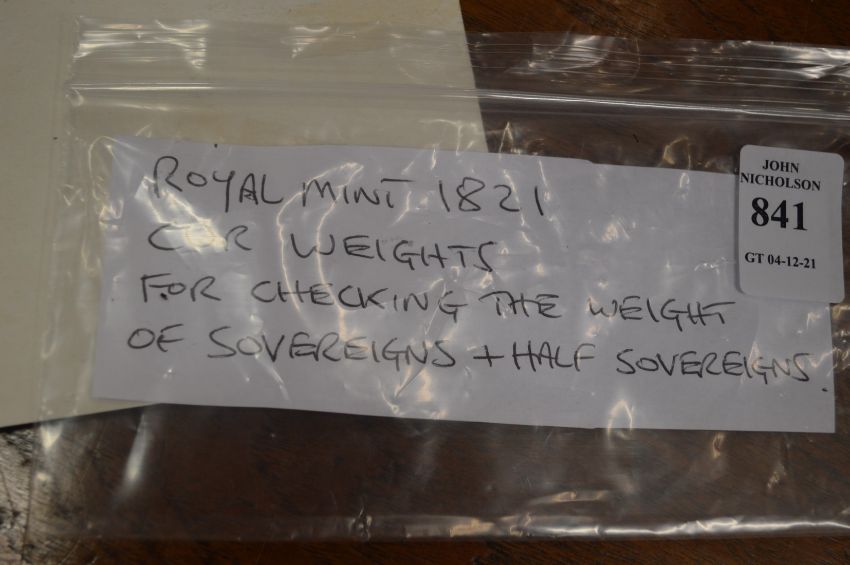 ROYAL MINT 1821
CUR WEIGHTS
FOR CHECKING THE WEIGHT
OF SOVEREIGNS + HALF SOVEREIGNS.
JOHN
NICHOLSON
841
GT 04-12-21